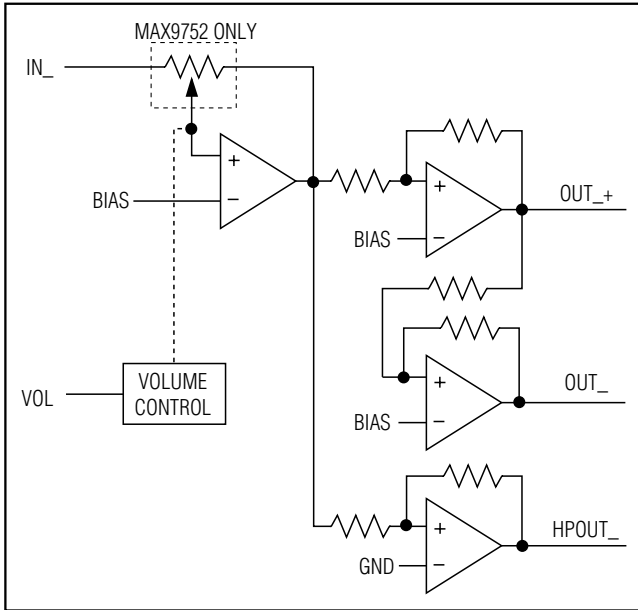 MAX9752 ONLY
IN_
+
−
BIAS
+
−
BIAS
OUT_+
VOL
VOLUME
CONTROL
+
−
BIAS
OUT_
+
−
GND
HPOUT_